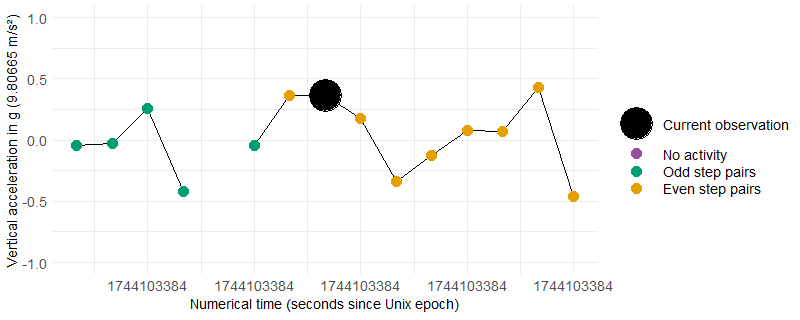 Vertical acceleration in g (9.80665 m/s²)
1.0
0.5
0.0
-0.5
-1.0
1744103384 1744103384 1744103384 1744103384 1744103384
Numerical time (seconds since Unix epoch)
Current observation
No activity
Odd step pairs
Even step pairs